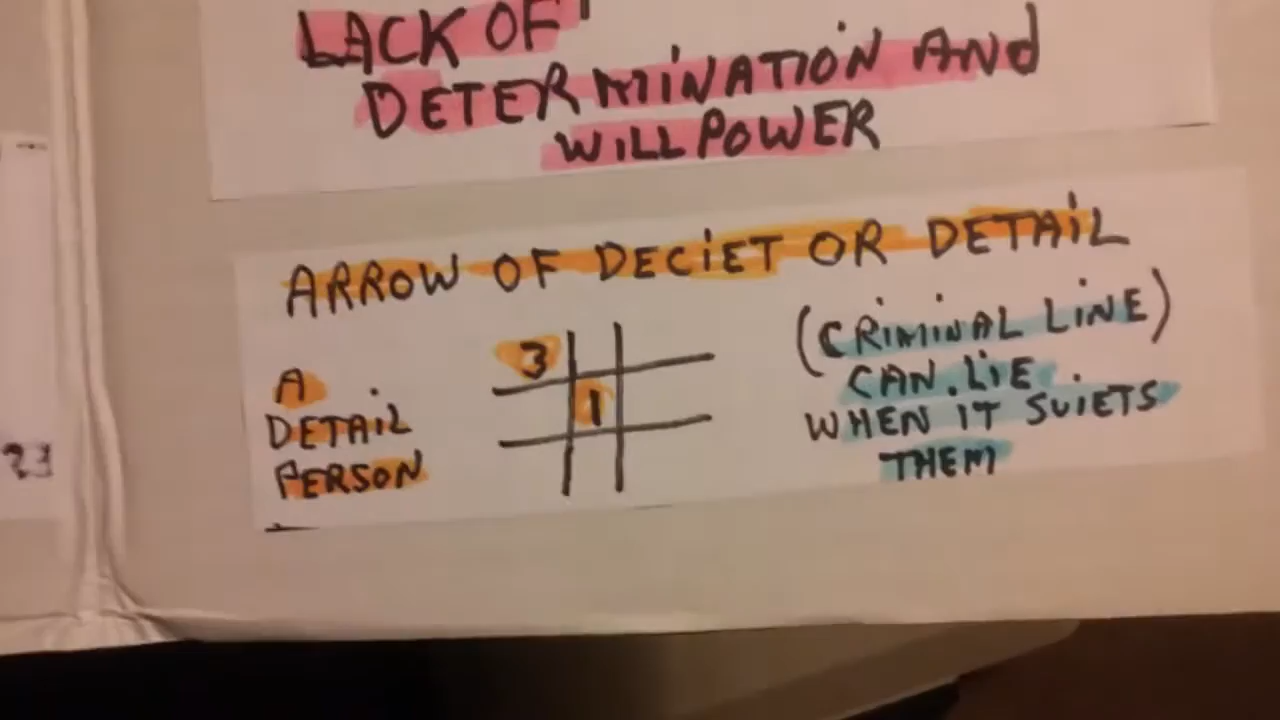 LACK OF
DETERMINATION AND
WILLPOWER
ARROW OF DECIET OR DETAIL
A
DETAIL
PERSON
3
1
(CRIMINAL LINE)
CAN.LIE
WHEN IT SUIETS
THEM
23